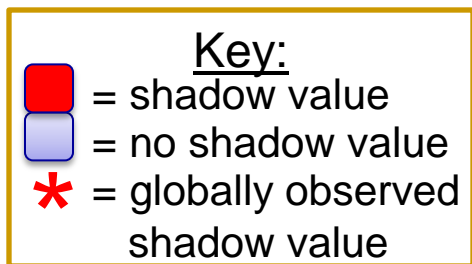 Key:
= shadow value
= no shadow value
* = globally observed
shadow value